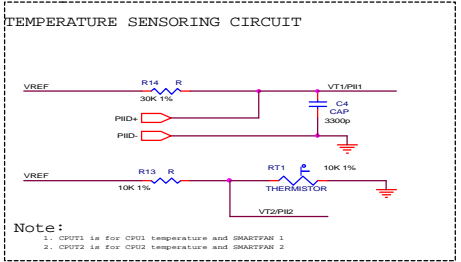 TEMPERATURE SENSORING CIRCUIT
R14 R
VREF
VT1/PII1
30K 1%
C4
CAP
3300p
PIID+
PIID-
R13 R
RT1
10K 1%
VREF
10K 1%
THERMISTOR
VT2/PII2
Note:
1. CPUT1 is for CPU1 temperature and SMARTFAN 1
2. CPUT2 is for CPU2 temperature and SMARTFAN 2